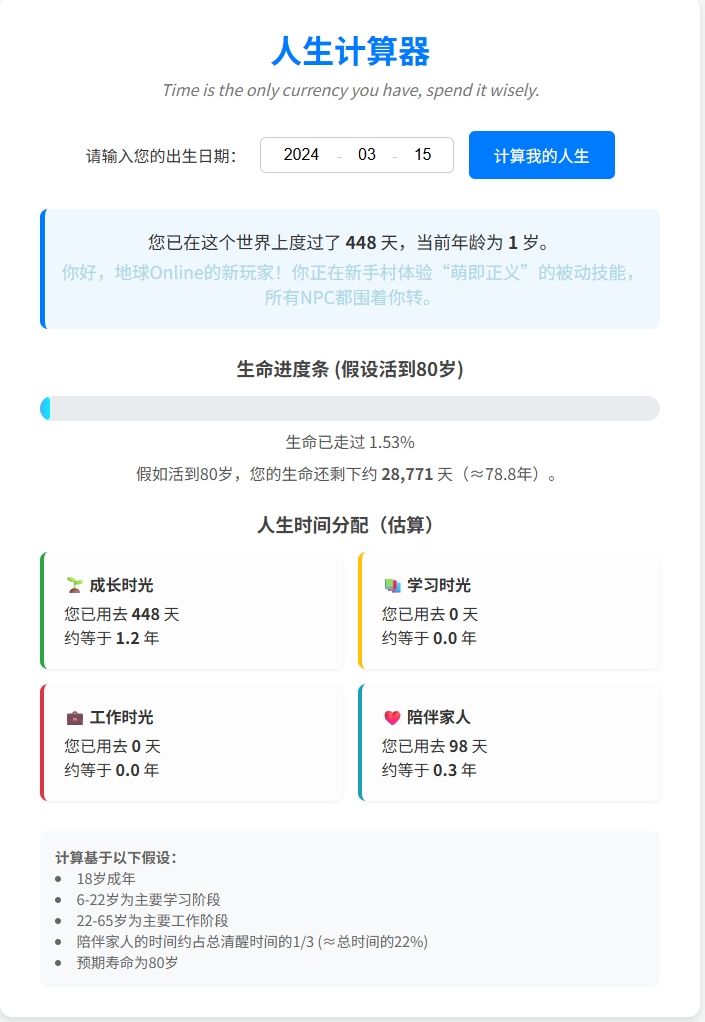 人生计算器
Time is the only currency you have, spend it wisely.
请输入您的出生日期： 2024 - 03 - 15 计算我的人生
您已在这个世界上度过了 448 天，当前年龄为 1 岁。
你好，地球Online的新玩家！你正在新手村体验“萌即正义”的被动技能，
所有NPC都围着你转。
生命进度条 (假设活到80岁)
生命已走过 1.53%
假如活到80岁，您的生命还剩下约 28,771 天（≈78.8年）。
人生时间分配（估算）
成长时光
您已用去 448 天
约等于 1.2 年
学习时光
您已用去 0 天
约等于 0.0 年
工作时光
您已用去 0 天
约等于 0.0 年
陪伴家人
您已用去 98 天
约等于 0.3 年
计算基于以下假设：
• 18岁成年
• 6-22岁为主要学习阶段
• 22-65岁为主要工作阶段
• 陪伴家人的时间约占总清醒时间的1/3 (≈总时间的22%)
• 预期寿命为80岁